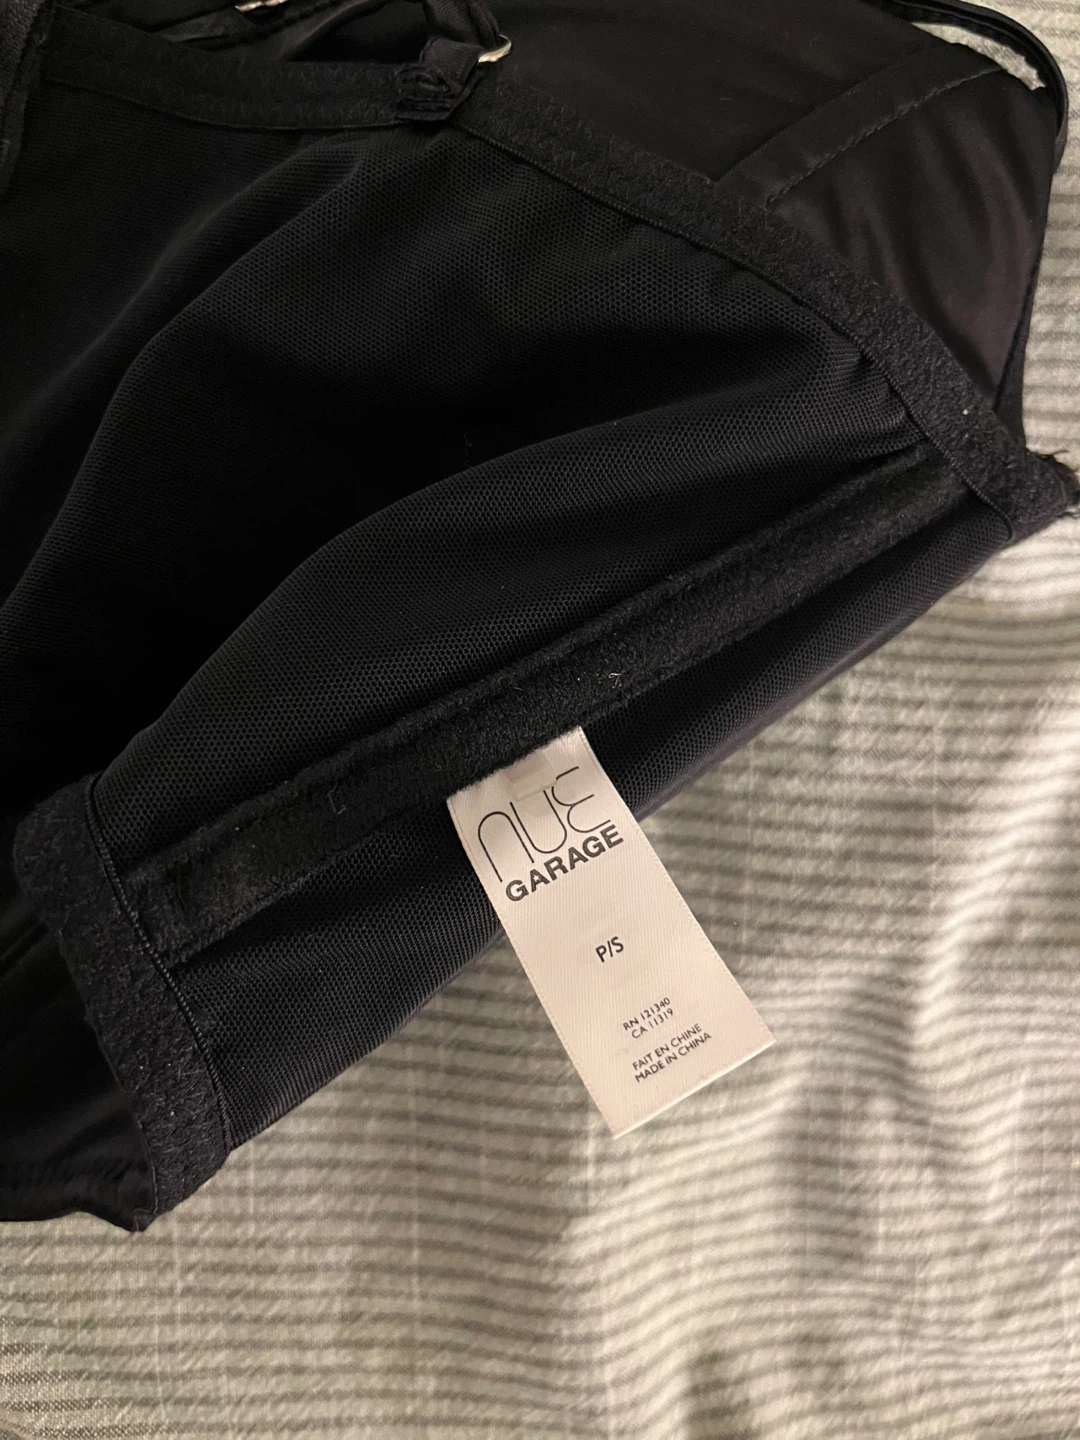 NUE
GARAGE
P/S
RN 121340
CA 11319
FAIT EN CHINE
MADE IN CHINA